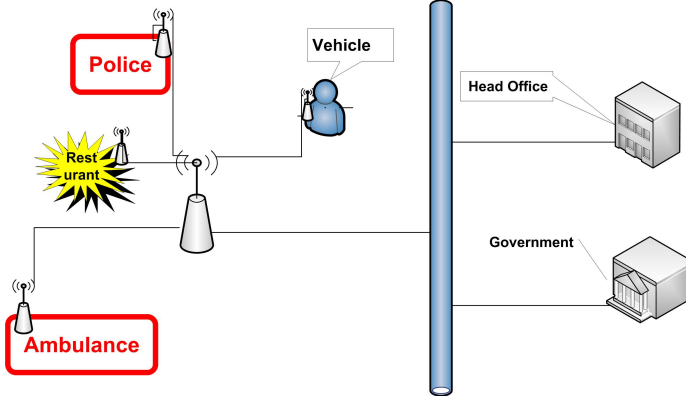 Vehicle
Police
Head Office
Rest
urant
Government
Ambulance